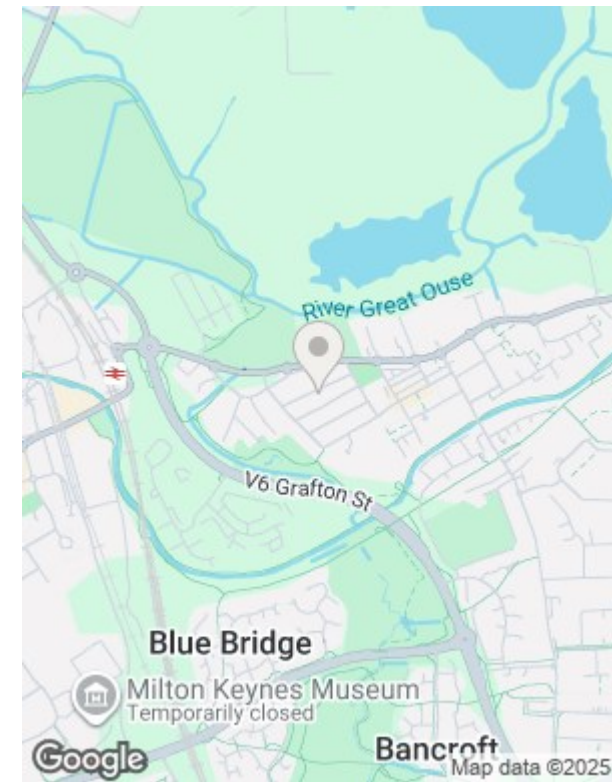 River Great Ouse
V6 Grafton St
Blue Bridge
Milton Keynes Museum
Temporarily closed
Bancroft
Google
Map data ©2025